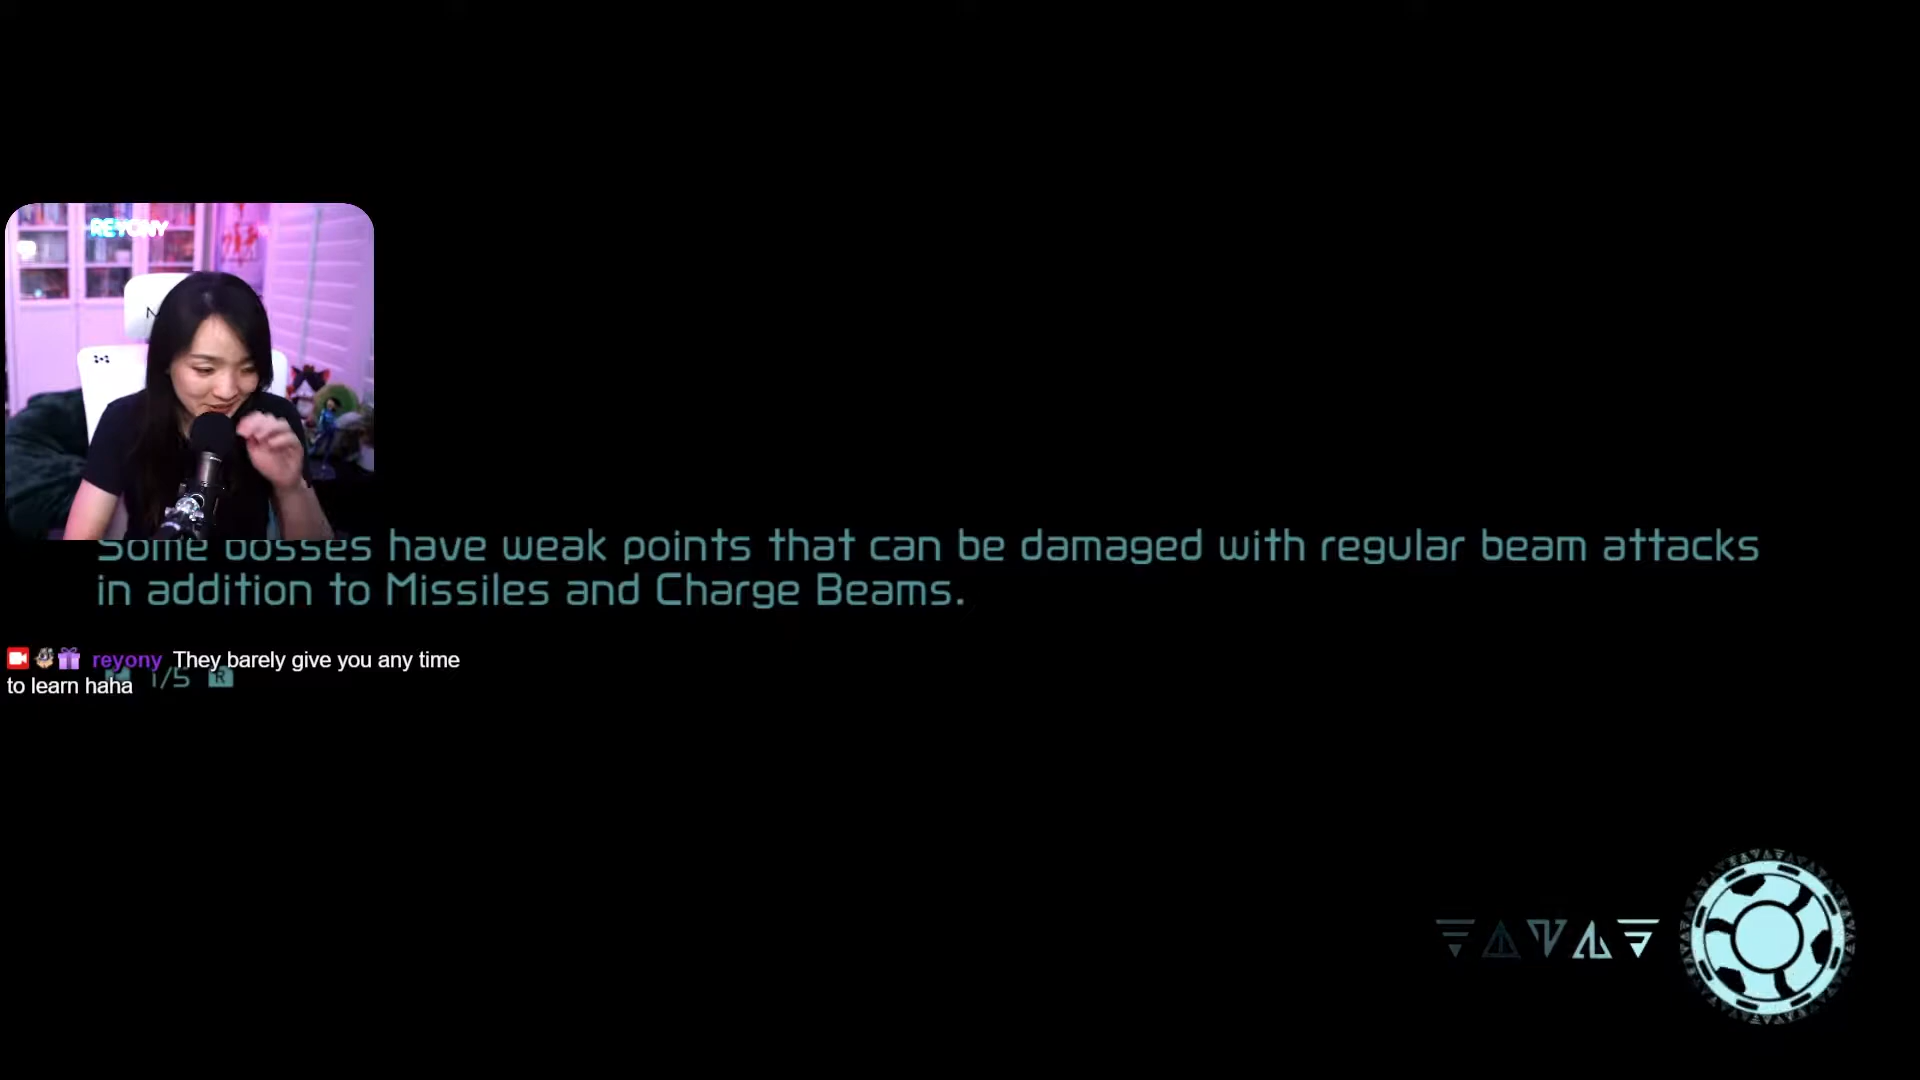 REYONY
Some bosses have weak points that can be damaged with regular beam attacks
in addition to Missiles and Charge Beams.
reyony They barely give you any time
to learn haha
1/5 R